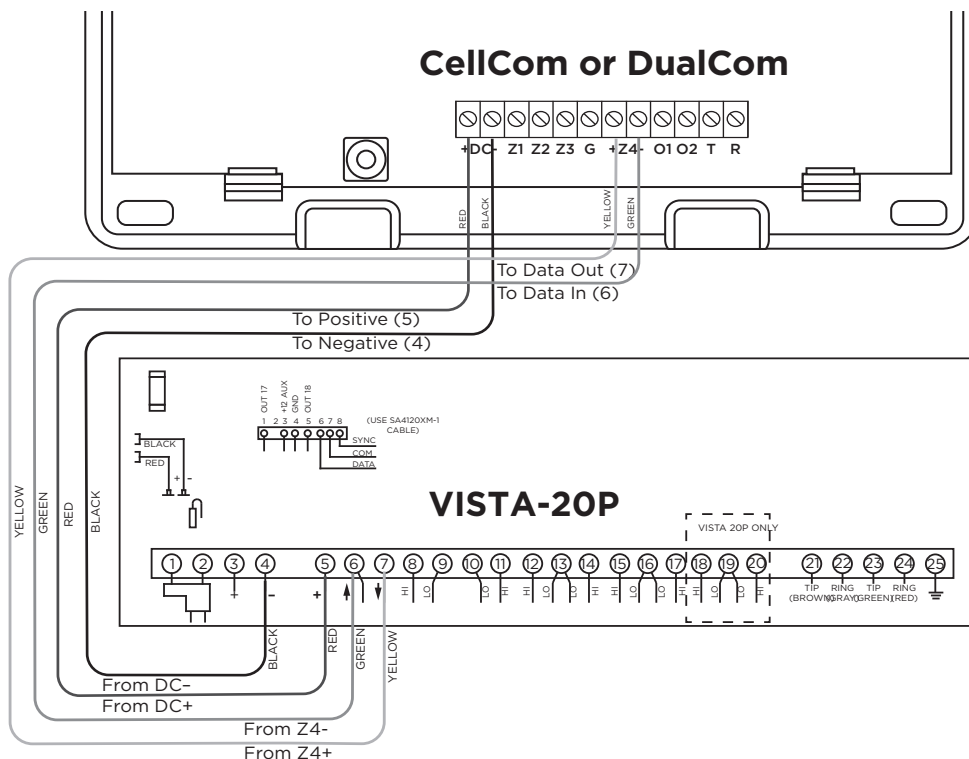 CellCom or DualCom
+DC- Z1 Z2 Z3 G +Z4- O1 O2 T R
RED
BLACK
YELLOW
GREEN
To Data Out (7)
To Data In (6)
To Positive (5)
To Negative (4)
OUT 17
+12 AUX
GND
OUT 18
1 2 3 4 5 6 7 8
(USE SA4120XM-1
CABLE)
SYNC
COM
DATA
BLACK
RED
+ -
YELLOW
GREEN
RED
BLACK
VISTA-20P
VISTA 20P ONLY
1 2 3 4 5 6 7 8 9 10 11 12 13 14 15 16 17 18 19 20 21 22 23 24 25
- +
HI LO LO HI HI LO LO HI HI LO LO HI HI LO LO HI
TIP RING TIP RING
(BROWN) (GRAY) (GREEN) (RED)
BLACK
RED
GREEN
YELLOW
From DC–
From DC+
From Z4-
From Z4+